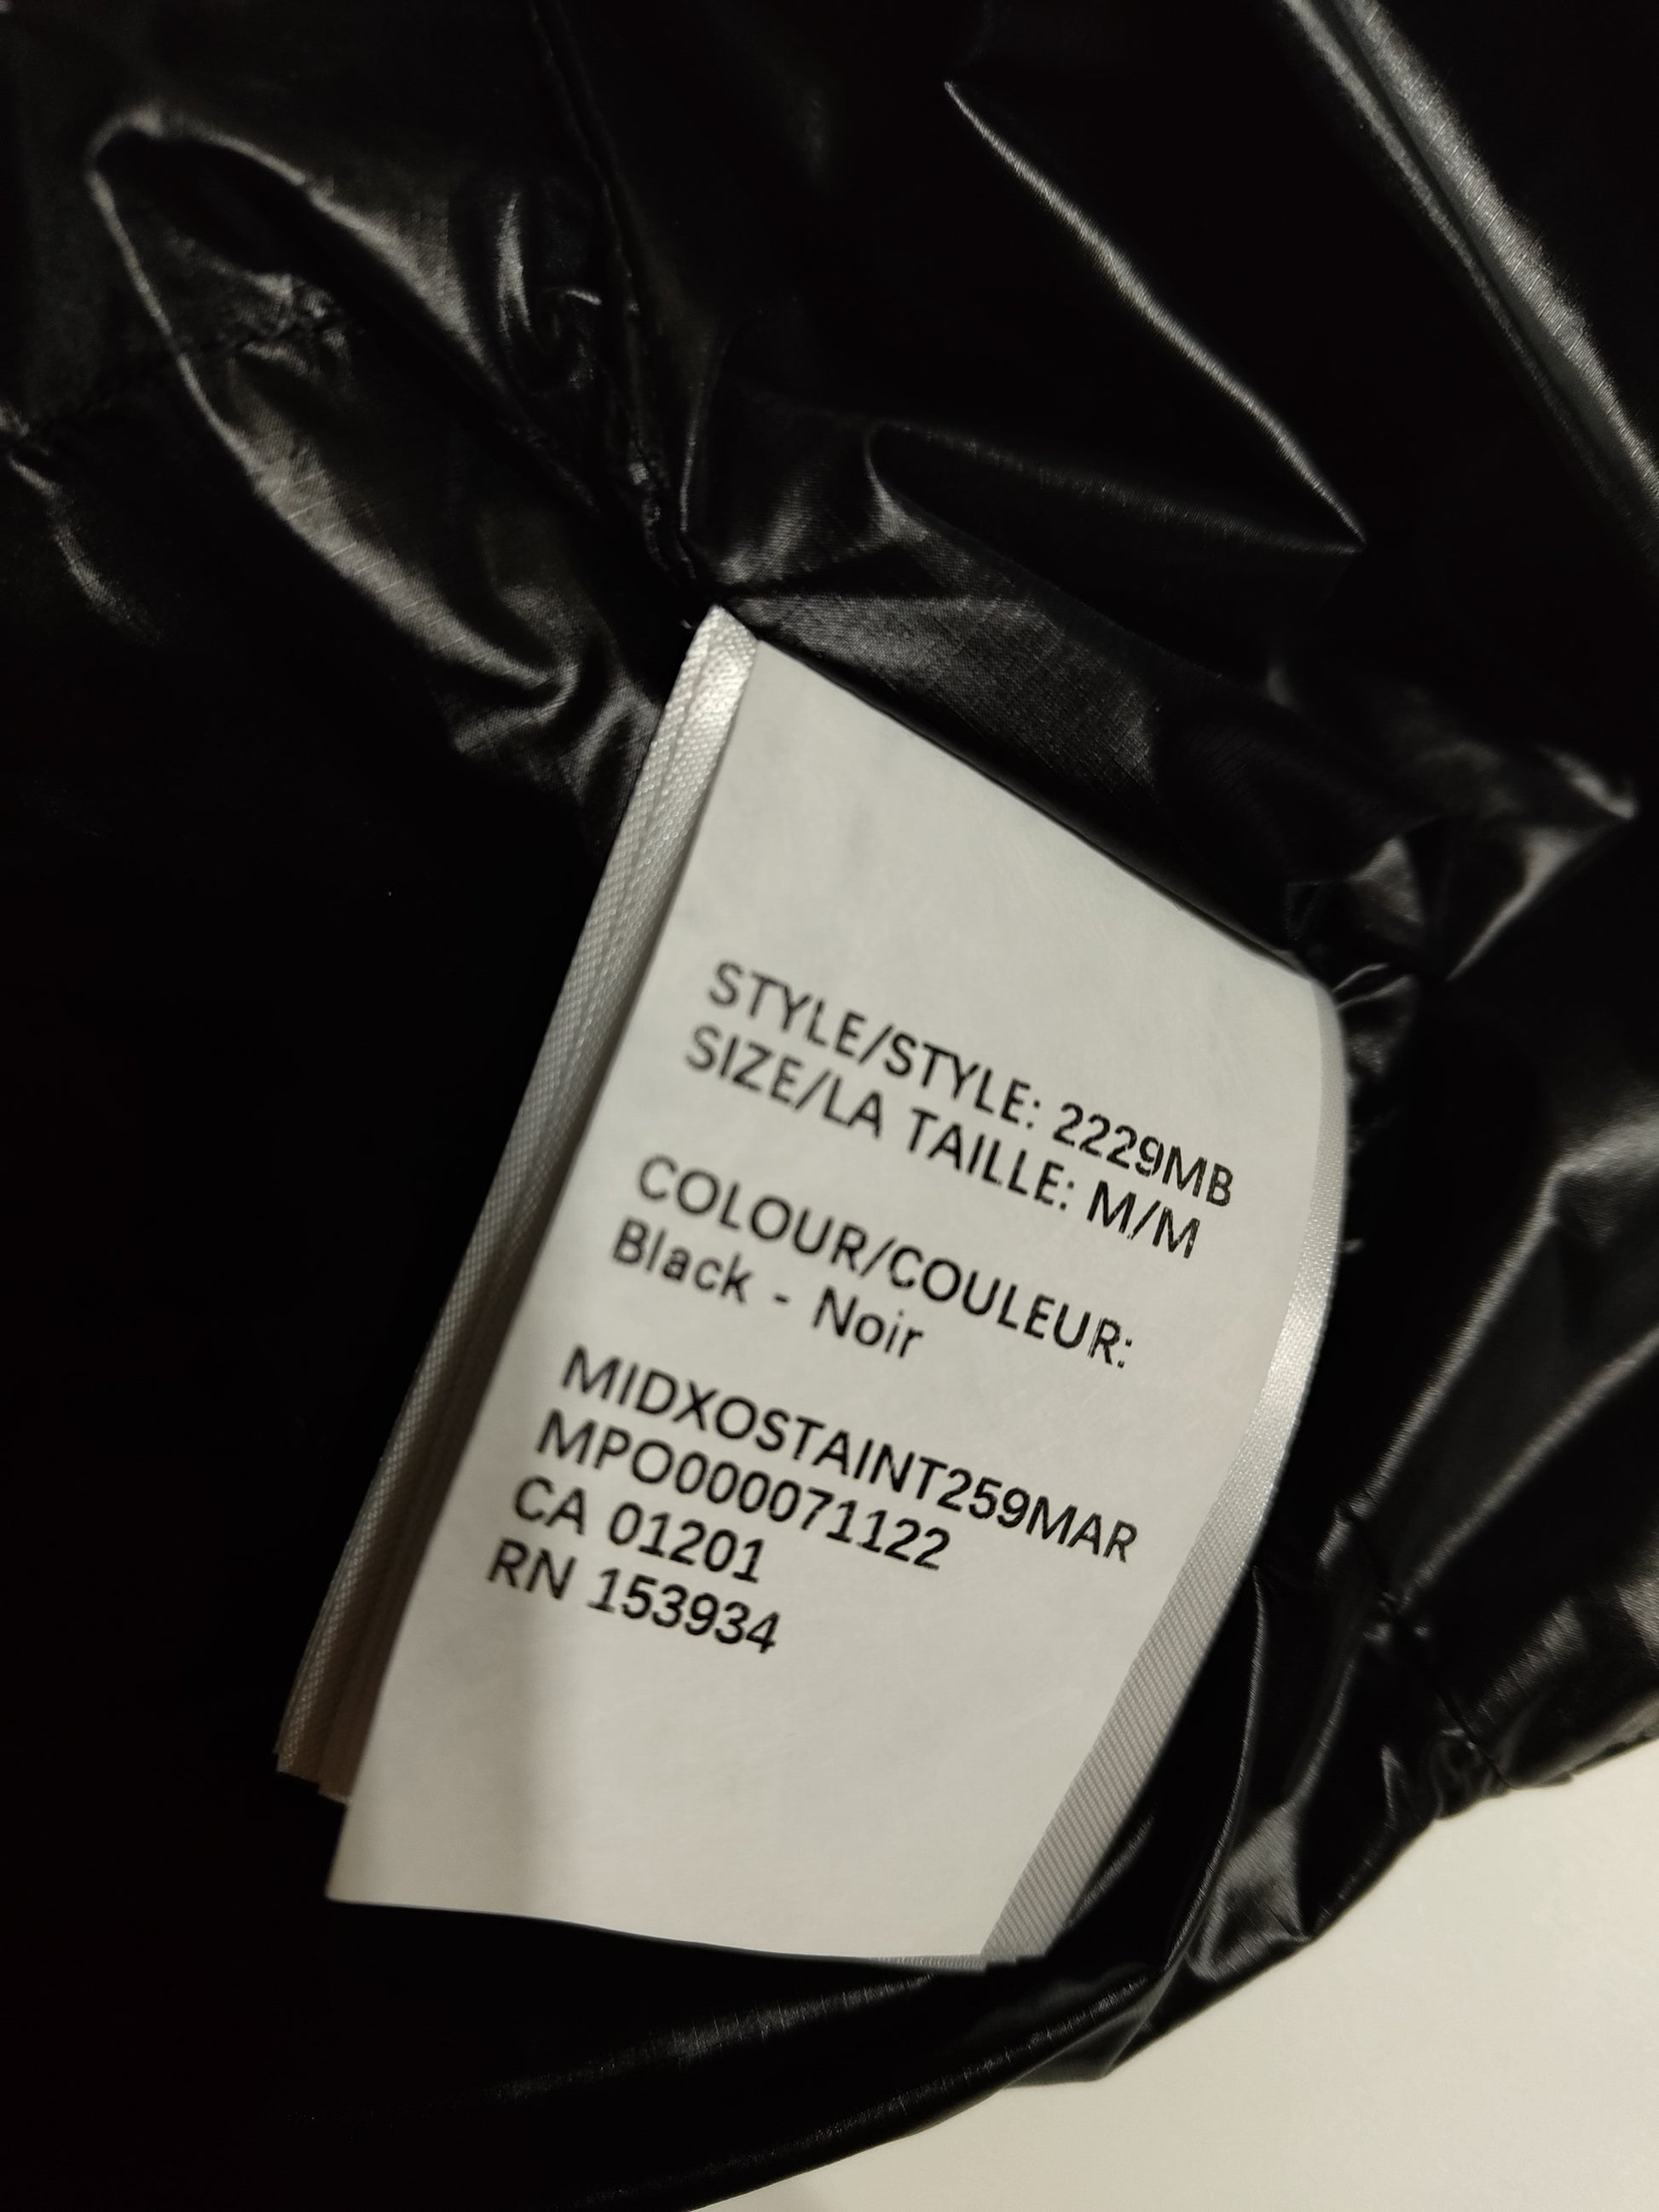 STYLE/STYLE: 2229MB
SIZE/LA TAILLE: M/M
COLOUR/COULEUR:
Black - Noir
MIDXOSTAINT259MAR
MPO000071122
CA 01201
RN 153934